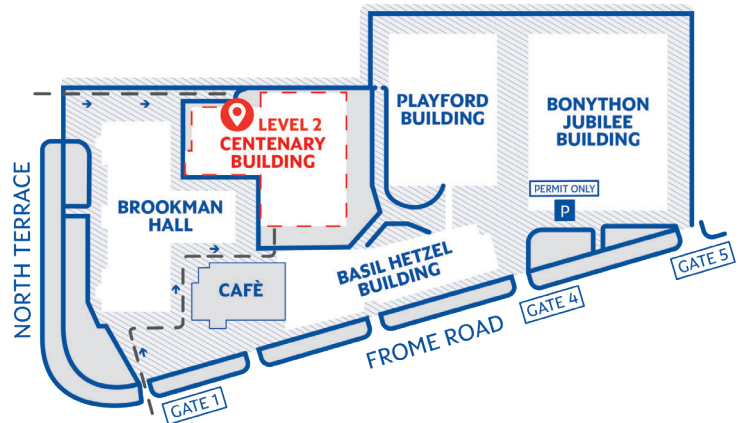 LEVEL 2
CENTENARY
BUILDING
PLAYFORD
BUILDING
BONYTHON
JUBILEE
BUILDING
PERMIT ONLY
P
BROOKMAN
HALL
NORTH TERRACE
CAFÈ
BASIL HETZEL
BUILDING
FROME ROAD
GATE 1
GATE 4
GATE 5